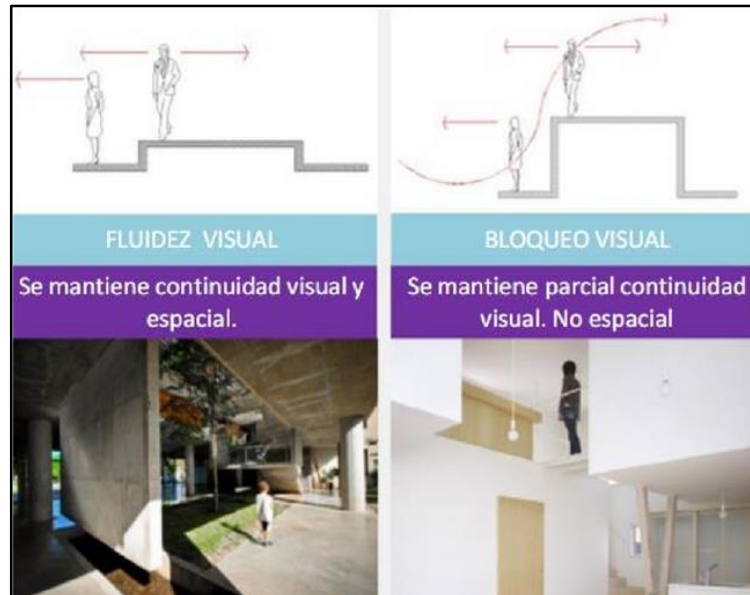 FLUIDEZ VISUAL
Se mantiene continuidad visual y
espacial.
BLOQUEO VISUAL
Se mantiene parcial continuidad
visual. No espacial